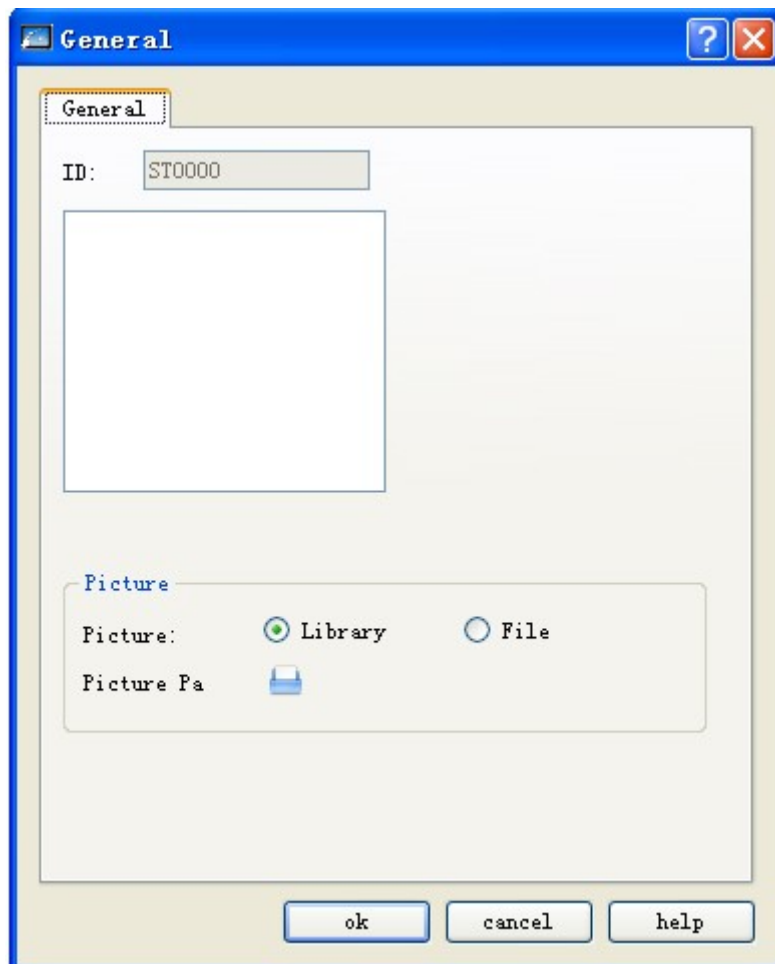 General
General
ID: ST0000
Picture
Picture: Library File
Picture Pa
ok cancel help